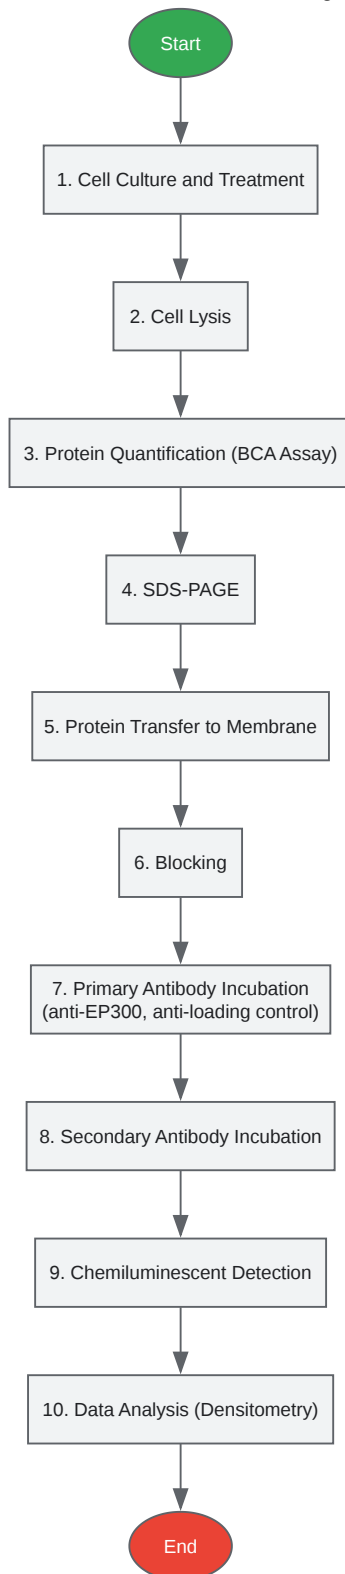 Start
1. Cell Culture and Treatment
2. Cell Lysis
3. Protein Quantification (BCA Assay)
4. SDS-PAGE
5. Protein Transfer to Membrane
6. Blocking
7. Primary Antibody Incubation
(anti-EP300, anti-loading control)
8. Secondary Antibody Incubation
9. Chemiluminescent Detection
10. Data Analysis (Densitometry)
End